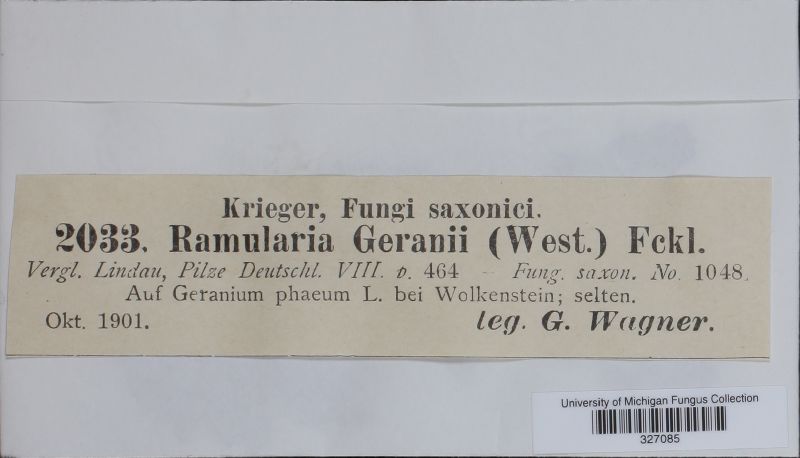 Krieger, Fungi saxonici.
2033. Ramularia Geranii (West.) Fckl.
Vergl. Lindau, Pilze Deutschl. VIII. p. 464 – Fung. saxon. No. 1048.
Auf Geranium phaeum L. bei Wolkenstein; selten.
Okt. 1901. leg. G. Wagner.
University of Michigan Fungus Collection
327085